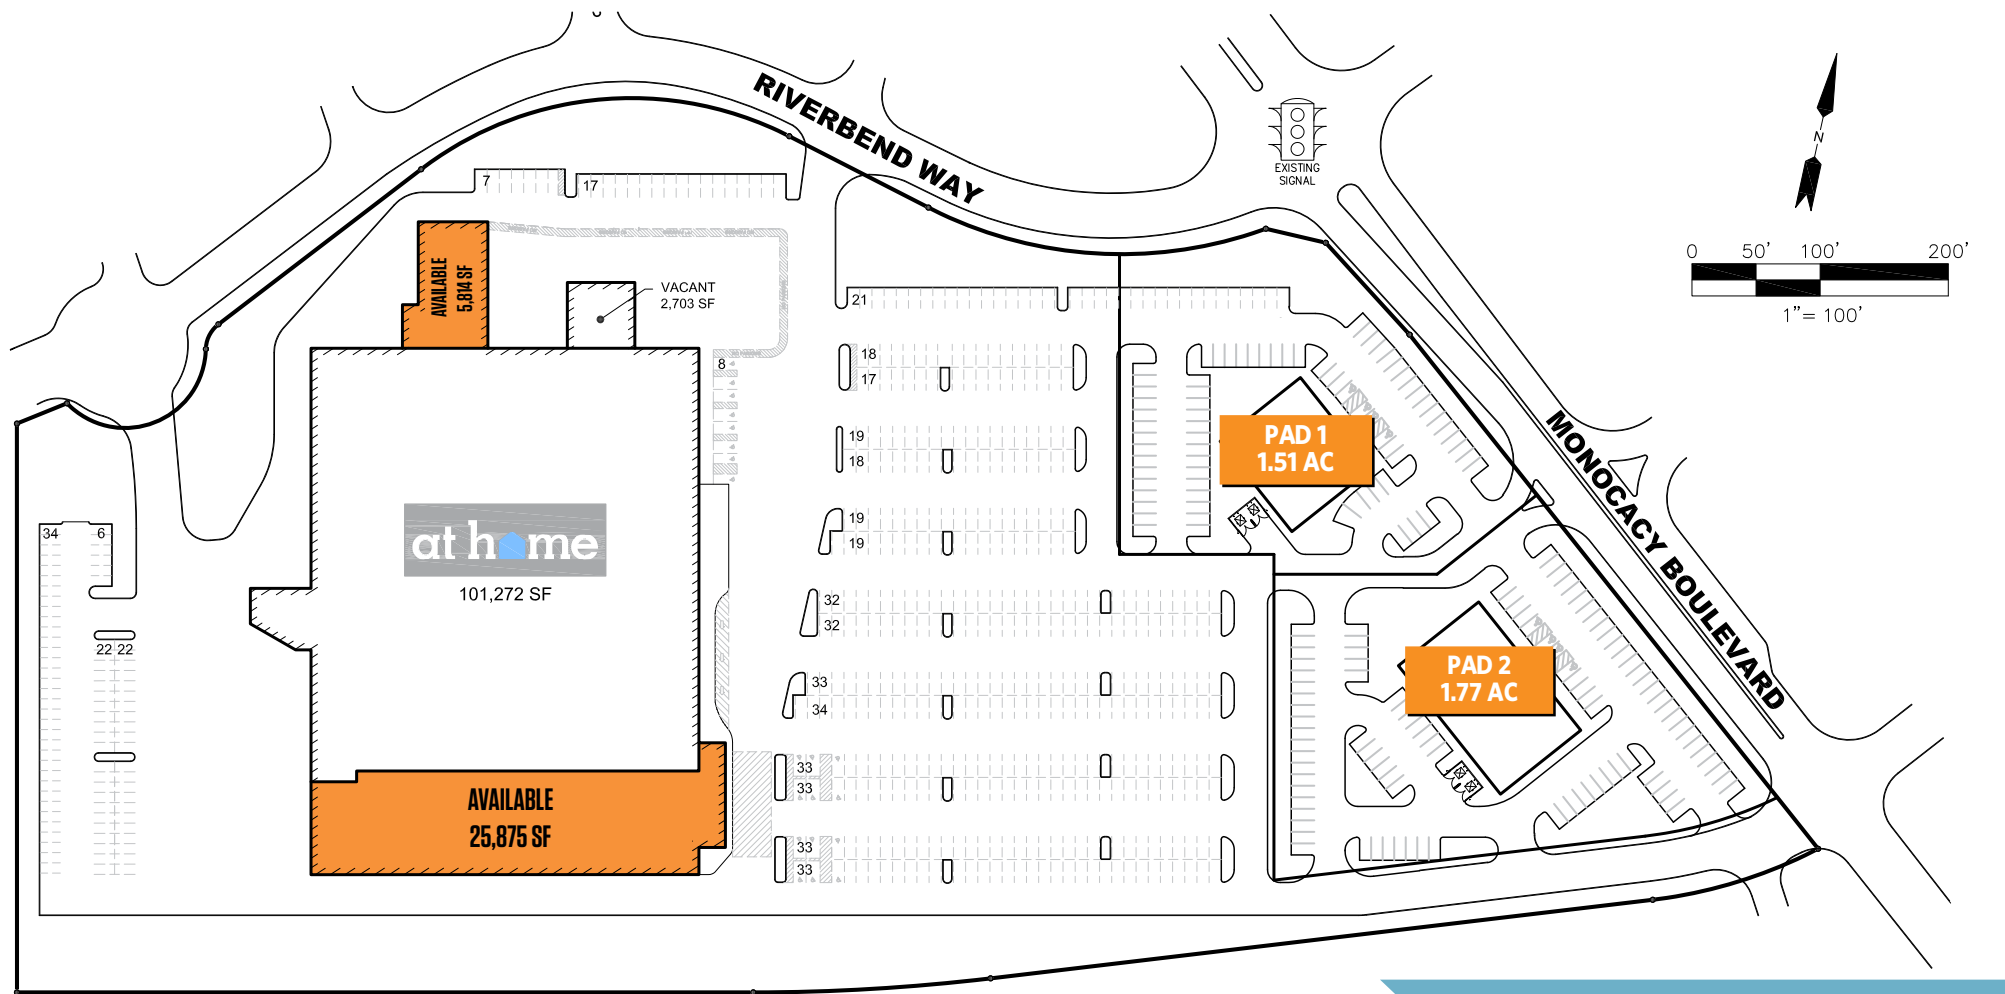 RIVERBEND WAY
EXISTING
SIGNAL
N
0 50' 100' 200'
1"= 100'
7
17
AVAILABLE
5,814 SF
VACANT
2,703 SF
8
21
18
17
19
18
19
19
32
32
33
34
33
33
33
33
PAD 1
1.51 AC
MONOCACY BOULEVARD
PAD 2
1.77 AC
34 6
22 22
at home
101,272 SF
AVAILABLE
25,875 SF